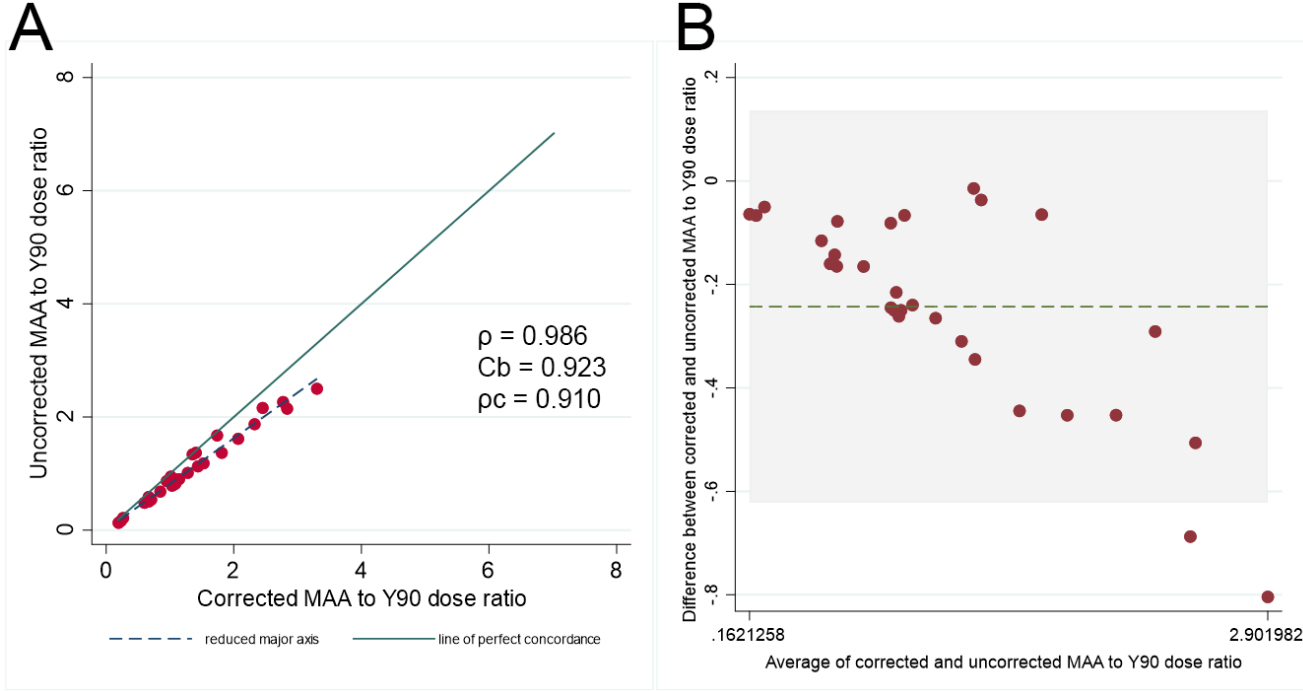 A
Uncorrected MAA to Y90 dose ratio
8
6
4
2
0
ρ = 0.986
Cb = 0.923
ρc = 0.910
0 2 4 6 8
Corrected MAA to Y90 dose ratio
reduced major axis line of perfect concordance
B
Difference between corrected and uncorrected MAA to Y90 dose ratio
.2
0
-.2
-.4
-.6
-.8
.1621258 2.901982
Average of corrected and uncorrected MAA to Y90 dose ratio